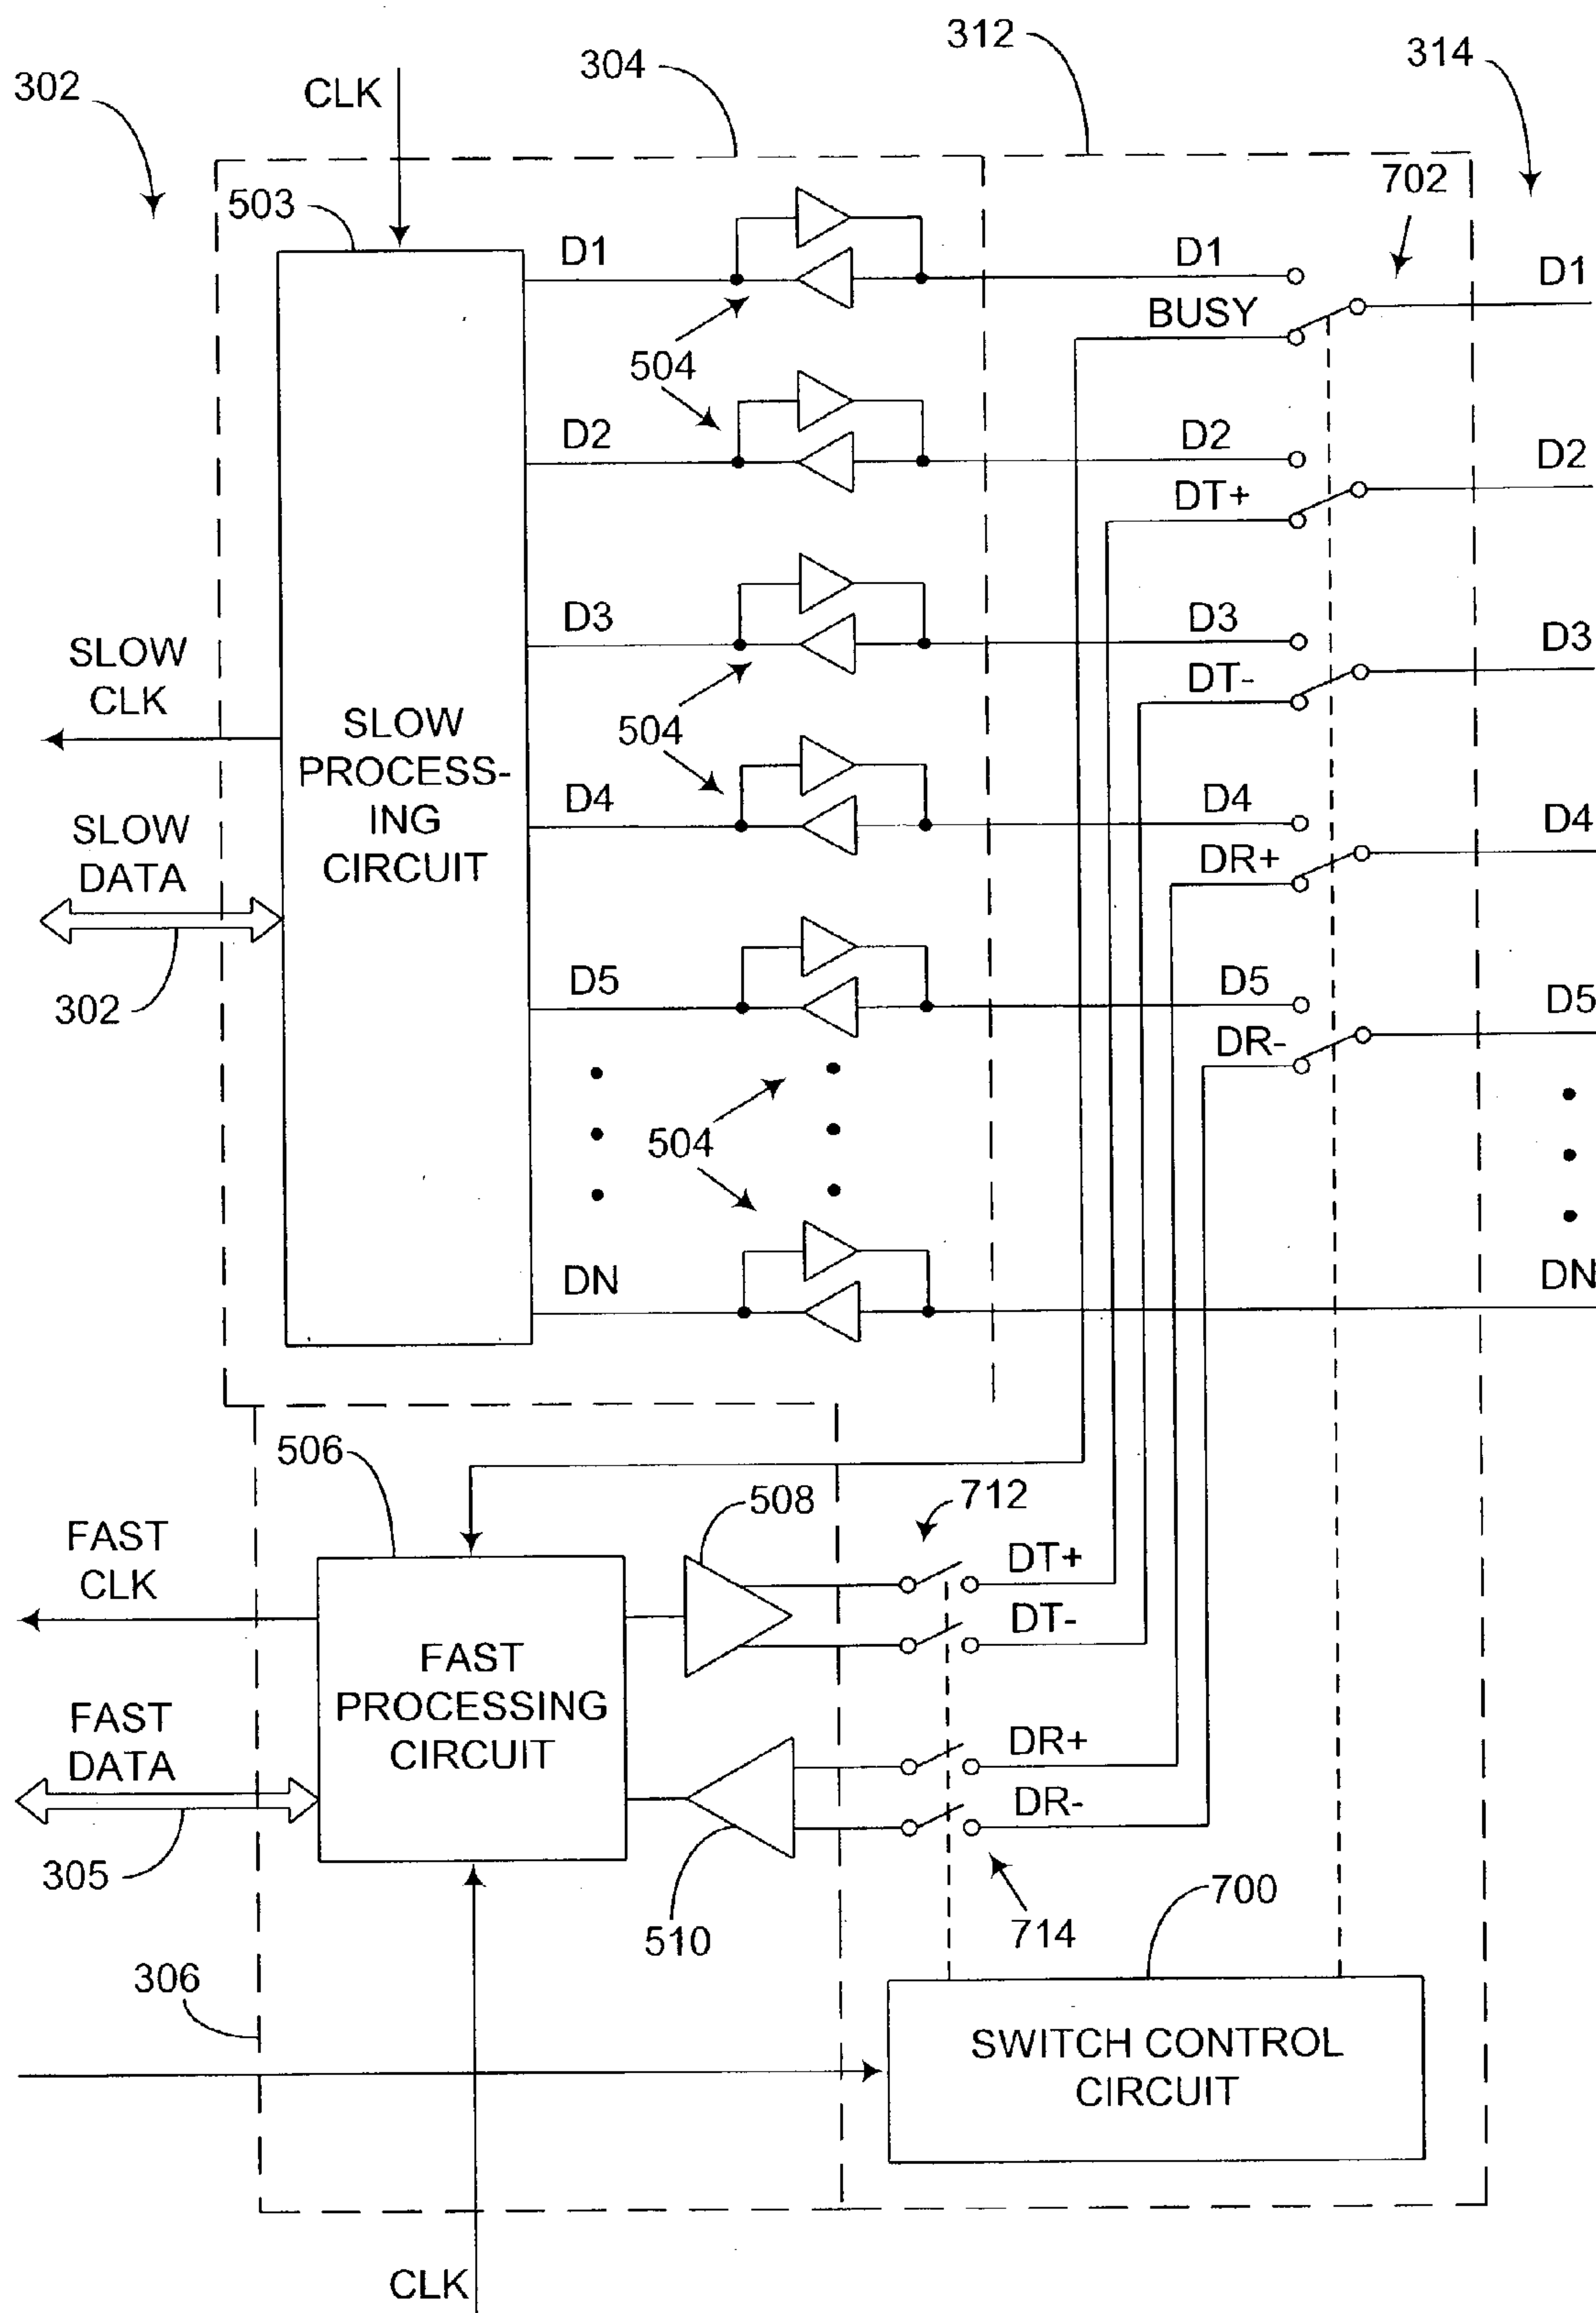 312
304
314
302
CLK
702
503
D1
D1
D1
BUSY
504
D2
D2
D2
DT+
D3
D3
D3
SLOW
CLK
DT-
SLOW
PROCESS-
ING
CIRCUIT
504
D4
D4
D4
SLOW
DATA
DR+
D5
D5
D5
302
DR-
504
DN
DN
506
508
712
FAST
CLK
DT+
DT-
FAST
PROCESSING
CIRCUIT
FAST
DATA
DR+
DR-
305
510
714
700
306
SWITCH CONTROL
CIRCUIT
CLK